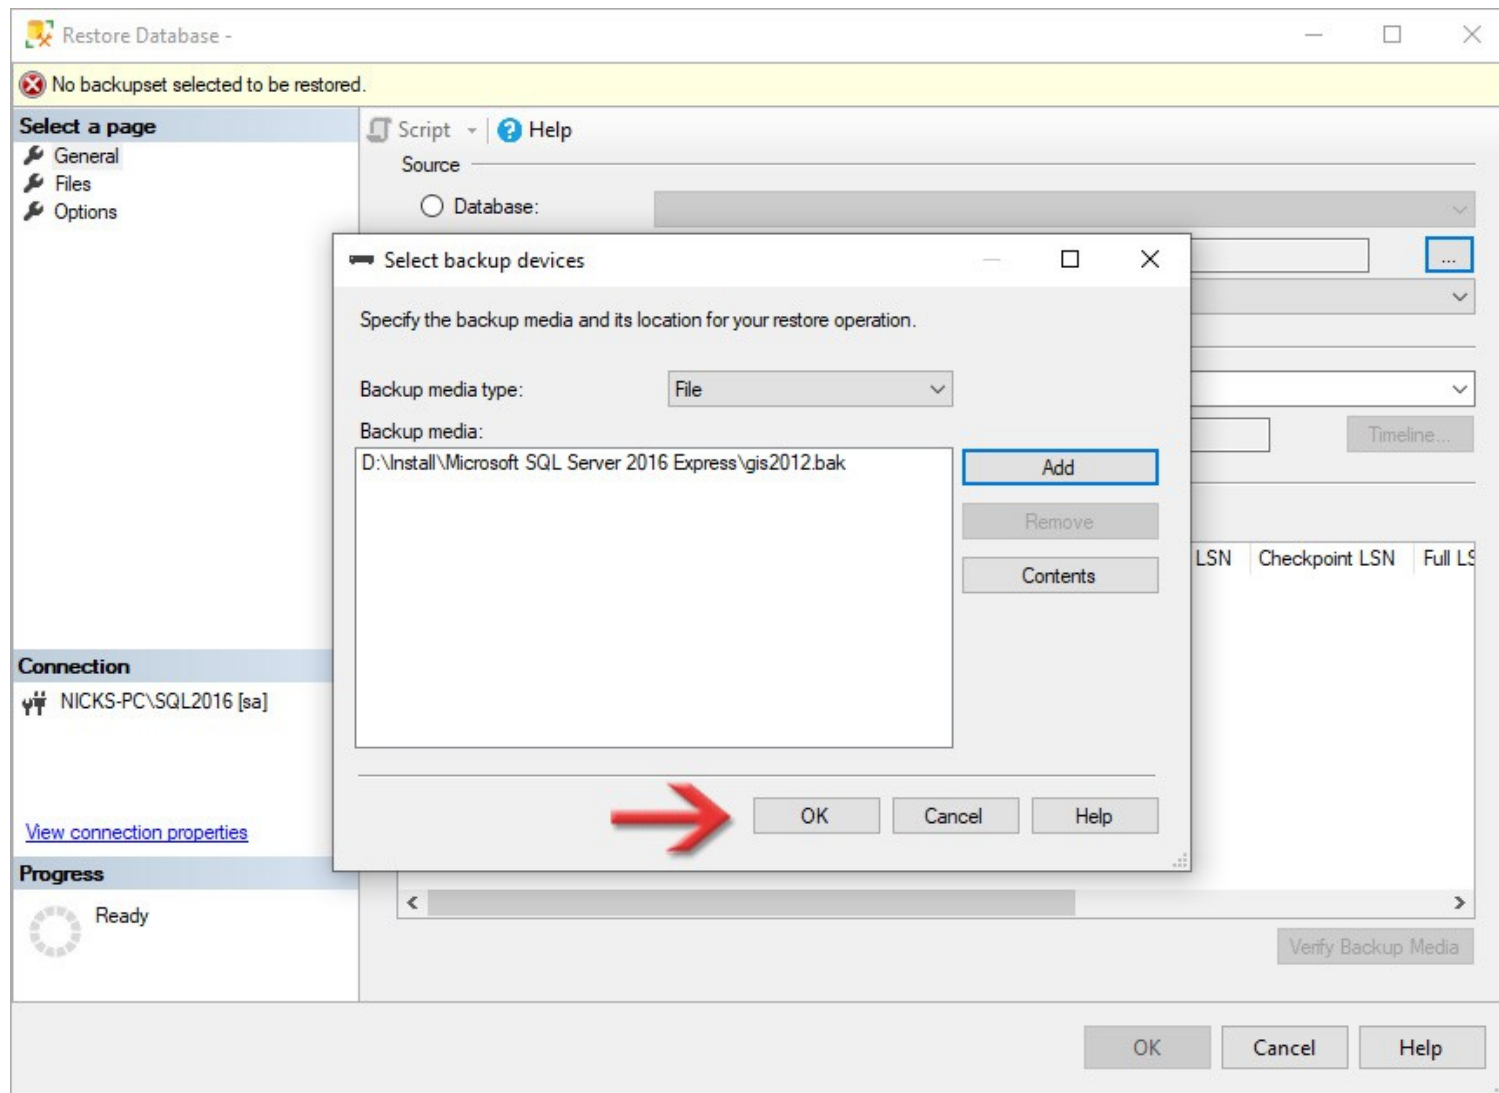 Restore Database -
No backupset selected to be restored.
Select a page
General
Files
Options
Script
Help
Source
Database:
...
Select backup devices
Specify the backup media and its location for your restore operation.
Backup media type:
File
Backup media:
D:\Install\Microsoft SQL Server 2016 Express\gis2012.bak
Add
Remove
Contents
OK
Cancel
Help
Timeline...
LSN
Checkpoint LSN
Full LS
Connection
NICKS-PC\SQL2016 [sa]
View connection properties
Progress
Ready
Verify Backup Media
OK
Cancel
Help